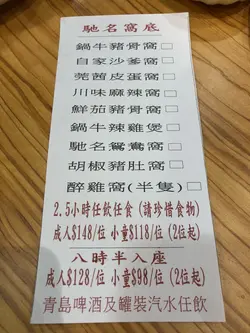 馳名窩底
鍋牛豬骨窩□
自家沙爹窩□
莞茜皮蛋窩□
川味麻辣窩□
鮮茄豬骨窩□
鍋牛辣雞煲□
馳名鴛鴦窩□
胡椒豬肚窩□
醉雞窩(半隻)□
2.5小時任飲任食 (請珍惜食物)
成人$148/位 小童$118/位 (2位起)
八時半入座
成人$128/位 小童$98/位 (2位起)
青島啤酒及罐裝汽水任飲